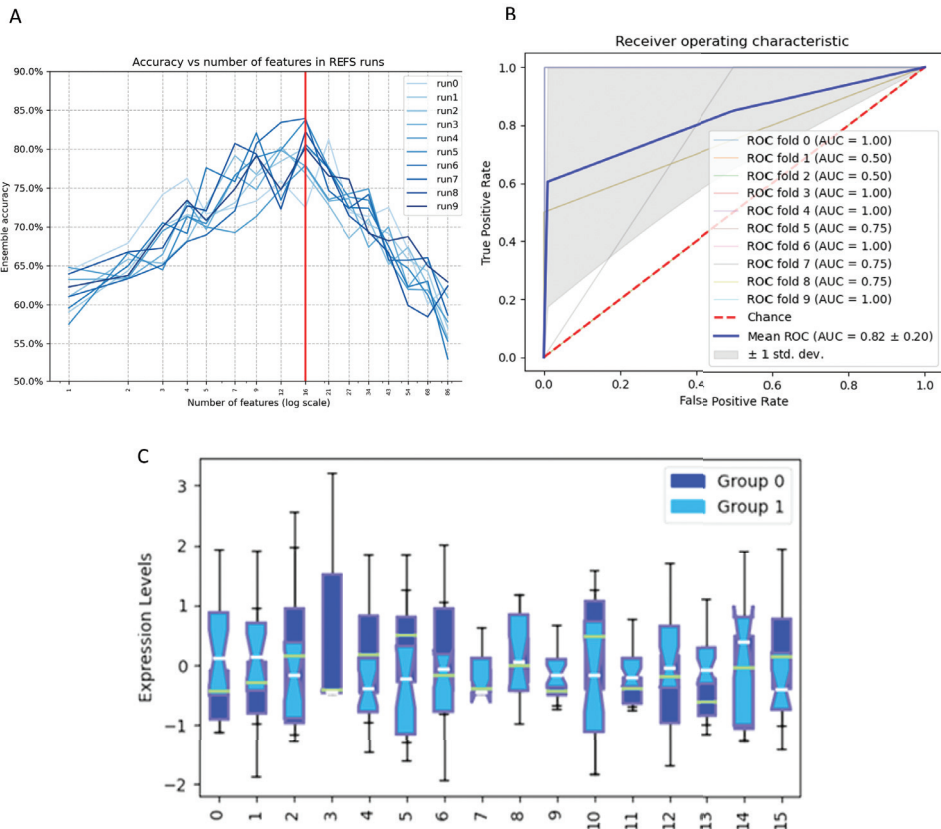 A
Accuracy vs number of features in REFS runs
90.0%
85.0%
80.0%
75.0%
70.0%
65.0%
60.0%
55.0%
50.0%
Ensemble accuracy
run0
run1
run2
run3
run4
run5
run6
run7
run8
run9
1 2 3 4 5 7 9 12 16 21 27 34 43 54 68 86
Number of features (log scale)
B
Receiver operating characteristic
1.0
0.8
0.6
0.4
0.2
0.0
True Positive Rate
ROC fold 0 (AUC = 1.00)
ROC fold 1 (AUC = 0.50)
ROC fold 2 (AUC = 0.50)
ROC fold 3 (AUC = 1.00)
ROC fold 4 (AUC = 1.00)
ROC fold 5 (AUC = 0.75)
ROC fold 6 (AUC = 1.00)
ROC fold 7 (AUC = 0.75)
ROC fold 8 (AUC = 0.75)
ROC fold 9 (AUC = 1.00)
Chance
Mean ROC (AUC = 0.82 ± 0.20)
± 1 std. dev.
0.0 0.2 0.4 0.6 0.8 1.0
False Positive Rate
C
3
2
1
0
−1
−2
Expression Levels
Group 0
Group 1
0 1 2 3 4 5 6 7 8 9 10 11 12 13 14 15